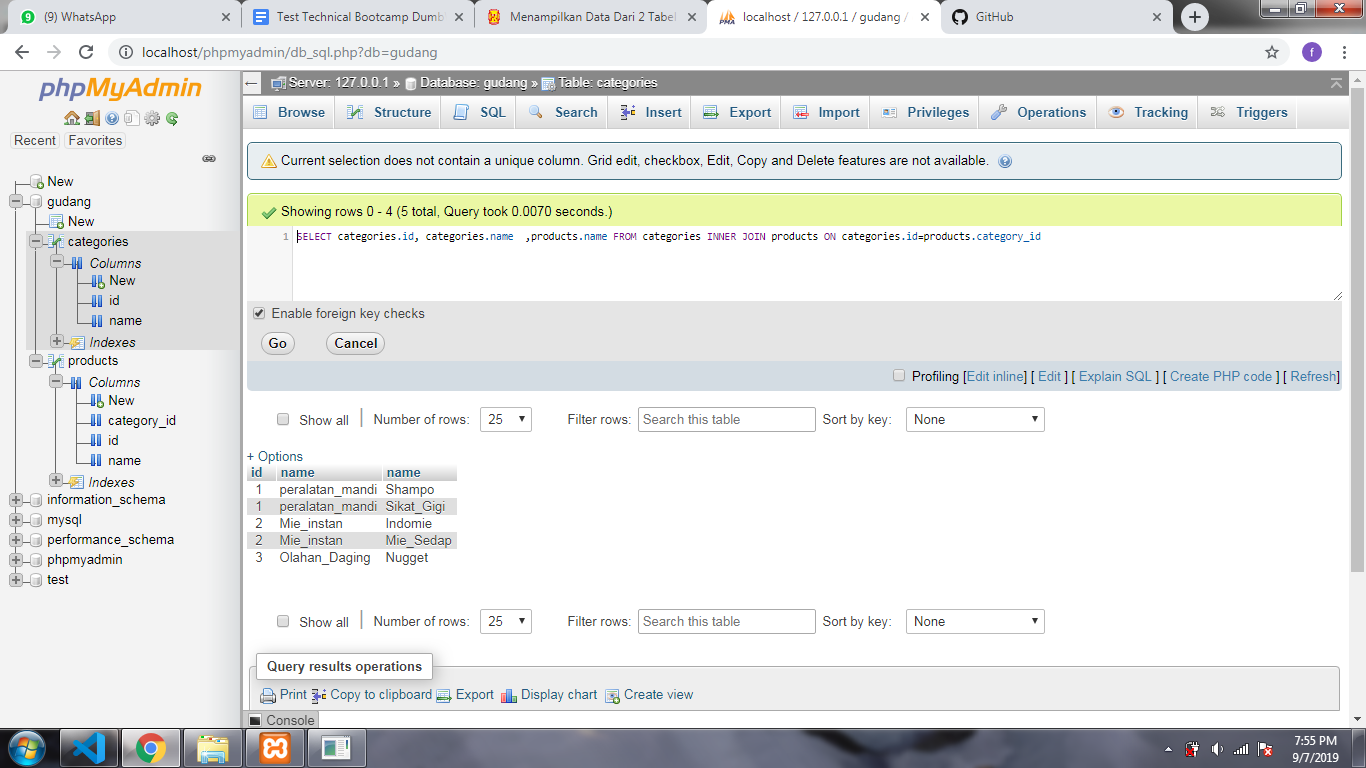 (9) WhatsApp
Test Technical Bootcamp Dumb
Menampilkan Data Dari 2 Tabel
localhost / 127.0.0.1 / gudang /
GitHub
localhost/phpmyadmin/db_sql.php?db=gudang
f
phpMyAdmin
Recent Favorites
New
gudang
New
categories
Columns
New
id
name
Indexes
products
Columns
New
category_id
id
name
Indexes
information_schema
mysql
performance_schema
phpmyadmin
test
Server: 127.0.0.1 » Database: gudang » Table: categories
Browse Structure SQL Search Insert Export Import Privileges Operations Tracking Triggers
Current selection does not contain a unique column. Grid edit, checkbox, Edit, Copy and Delete features are not available.
Showing rows 0 - 4 (5 total, Query took 0.0070 seconds.)
1 SELECT categories.id, categories.name ,products.name FROM categories INNER JOIN products ON categories.id=products.category_id
Enable foreign key checks
Go Cancel
Profiling [Edit inline] [ Edit ] [ Explain SQL ] [ Create PHP code ] [ Refresh]
Show all | Number of rows: 25 Filter rows: Search this table Sort by key: None
+ Options
id name name
1 peralatan_mandi Shampo
1 peralatan_mandi Sikat_Gigi
2 Mie_instan Indomie
2 Mie_instan Mie_Sedap
3 Olahan_Daging Nugget
Show all | Number of rows: 25 Filter rows: Search this table Sort by key: None
Query results operations
Print Copy to clipboard Export Display chart Create view
Console
7:55 PM
9/7/2019